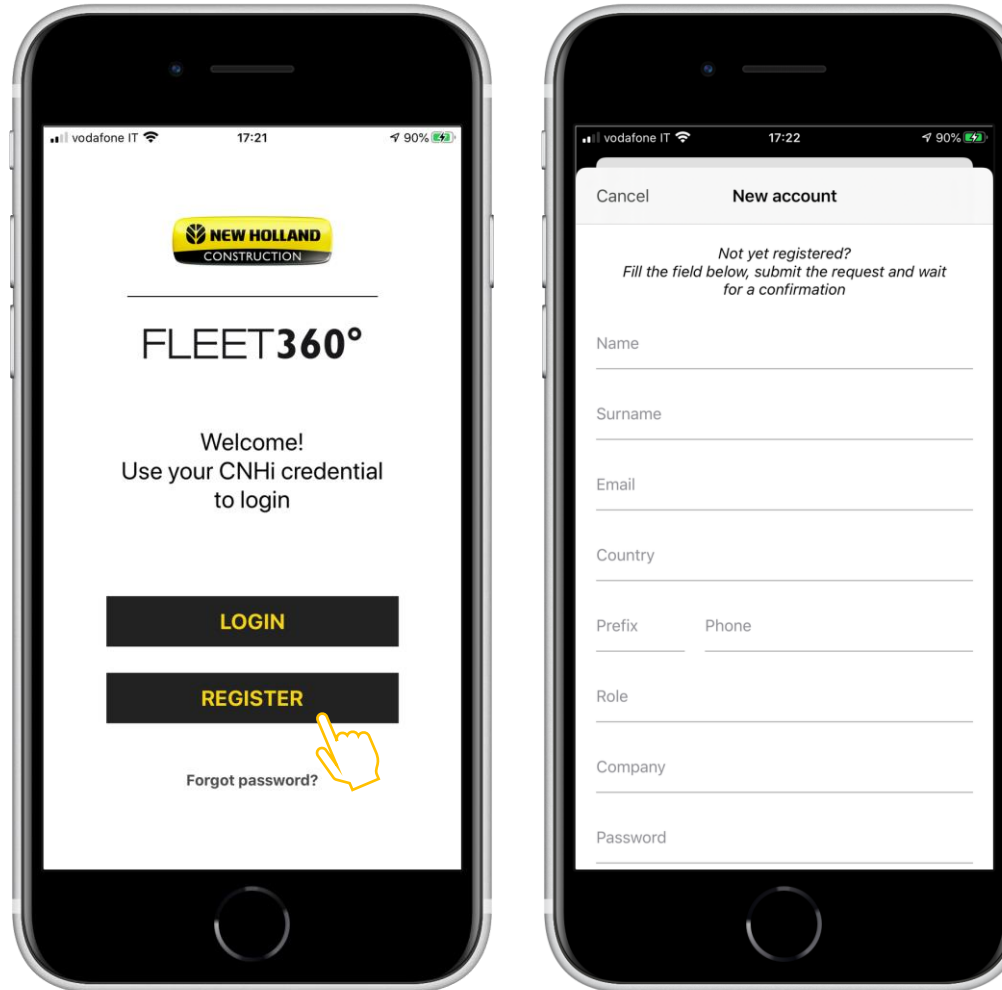 vodafone IT 17:21 90%
NEW HOLLAND
CONSTRUCTION
FLEET360°
Welcome!
Use your CNHi credential
to login
LOGIN
REGISTER
Forgot password?
vodafone IT 17:22 90%
Cancel New account
Not yet registered?
Fill the field below, submit the request and wait
for a confirmation
Name
Surname
Email
Country
Prefix Phone
Role
Company
Password